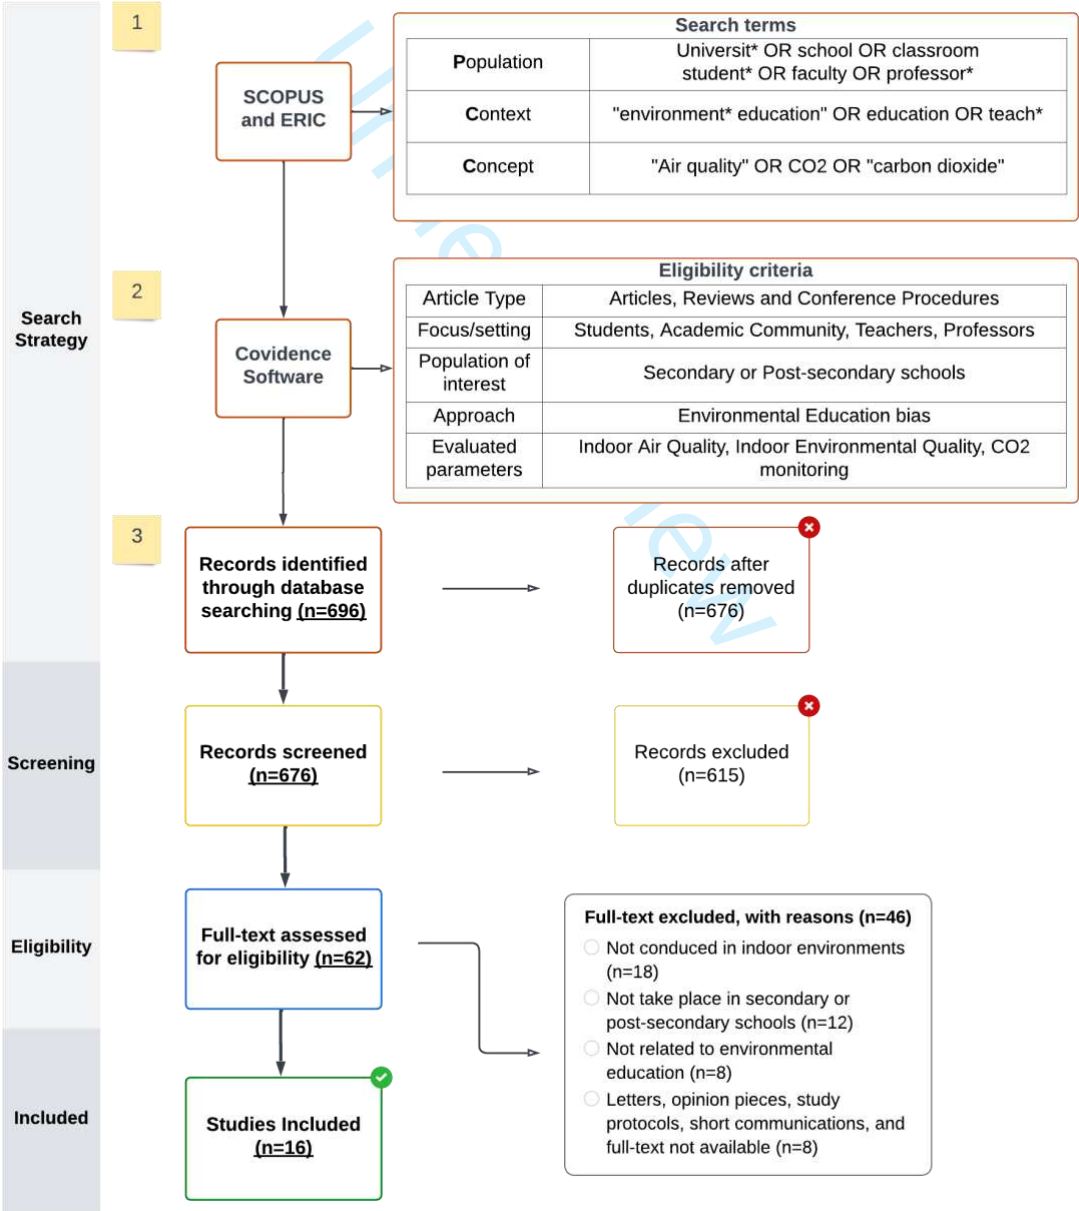 1
Search terms
SCOPUS
and ERIC
Population
Universit* OR school OR classroom
student* OR faculty OR professor*
Context
"environment* education" OR education OR teach*
Concept
"Air quality" OR CO2 OR "carbon dioxide"
Search
Strategy
2
Eligibility criteria
Covidence
Software
Article Type
Articles, Reviews and Conference Procedures
Focus/setting
Students, Academic Community, Teachers, Professors
Population of
interest
Secondary or Post-secondary schools
Approach
Environmental Education bias
Evaluated
parameters
Indoor Air Quality, Indoor Environmental Quality, CO2
monitoring
3
Records identified
through database
searching (n=696)
Records after
duplicates removed
(n=676)
Screening
Records screened
(n=676)
Records excluded
(n=615)
Eligibility
Full-text assessed
for eligibility (n=62)
Full-text excluded, with reasons (n=46)
Not conduced in indoor environments
(n=18)
Not take place in secondary or
post-secondary schools (n=12)
Not related to environmental
education (n=8)
Letters, opinion pieces, study
protocols, short communications, and
full-text not available (n=8)
Included
Studies Included
(n=16)